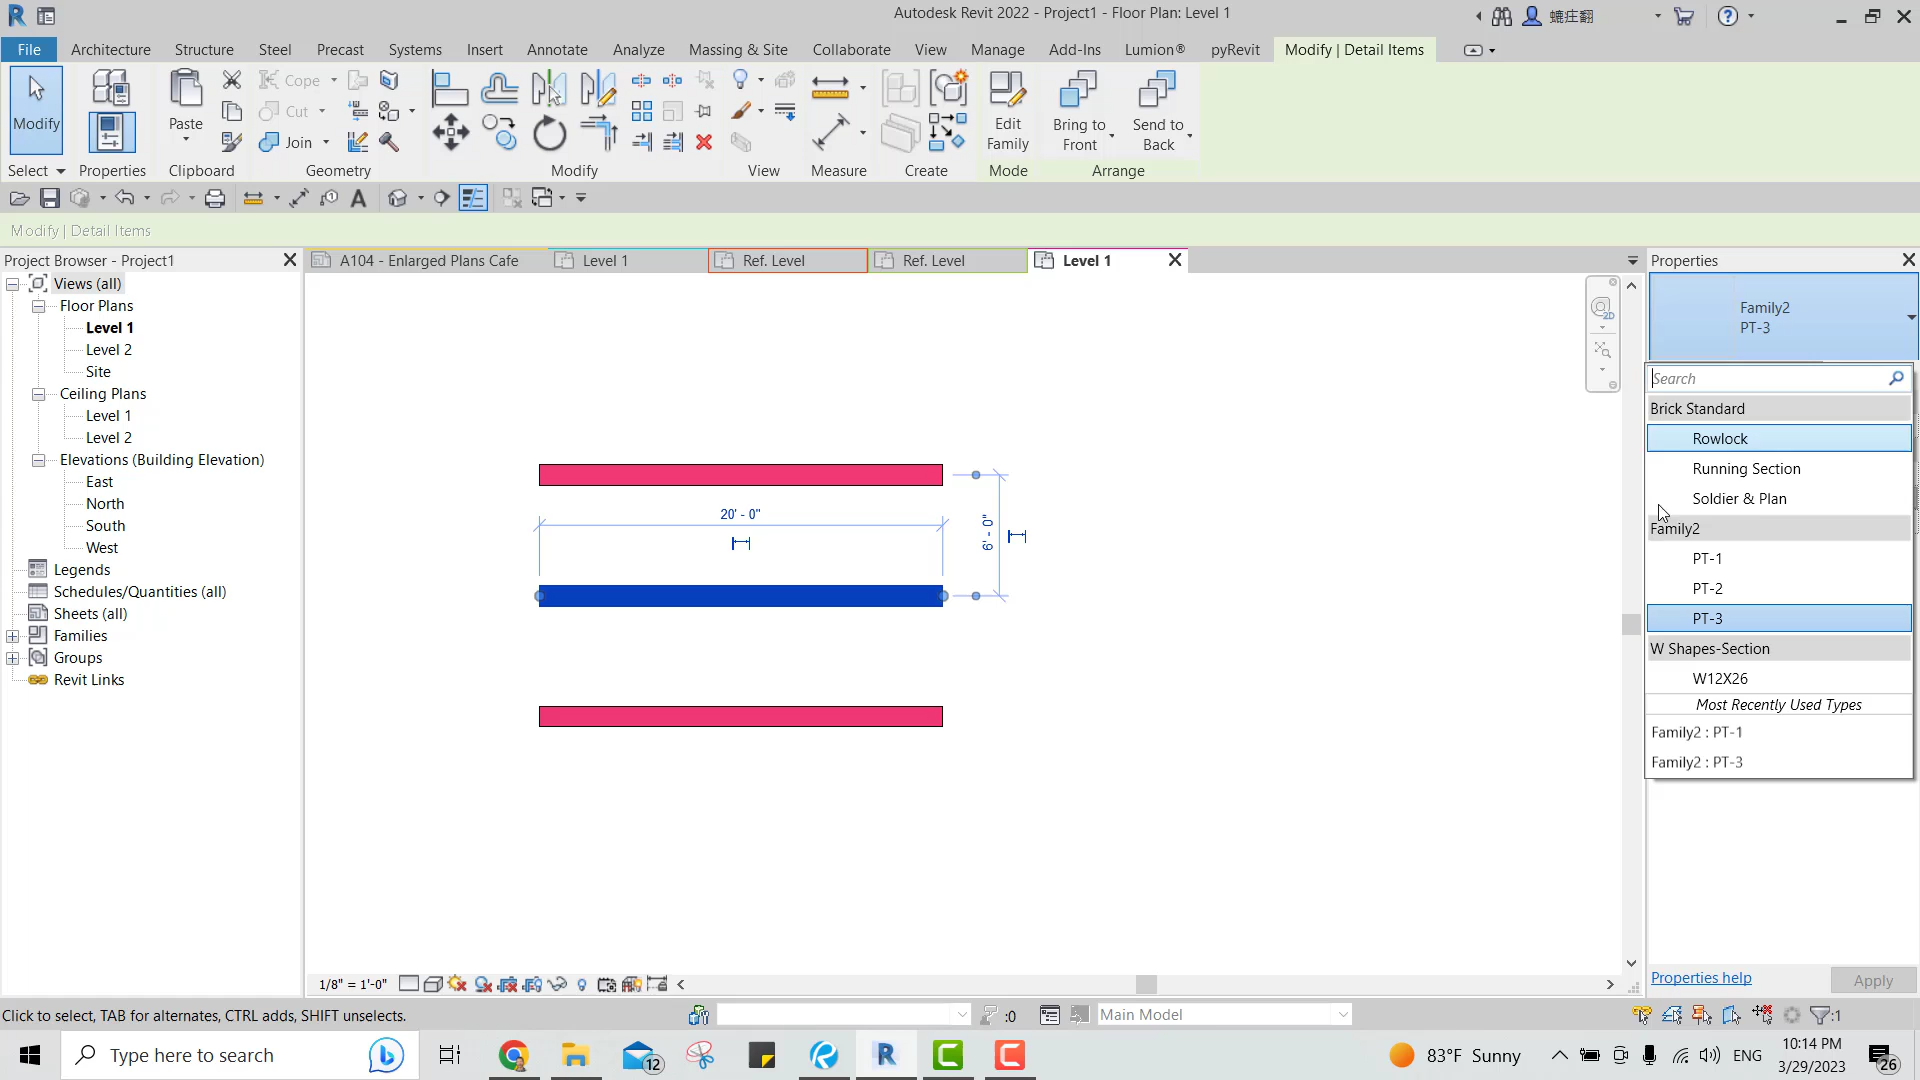 Autodesk Revit 2022 - Project1 - Floor Plan: Level 1
File Architecture Structure Steel Precast Systems Insert Annotate Analyze Massing & Site Collaborate View Manage Add-Ins Lumion® pyRevit Modify | Detail Items
Modify
Paste
Cope
Cut
Join
Edit Family
Bring to Front
Send to Back
Select Properties Clipboard Geometry Modify View Measure Create Mode Arrange
Modify | Detail Items
Project Browser - Project1
A104 - Enlarged Plans Cafe
Level 1
Ref. Level
Ref. Level
Level 1
Properties
Views (all)
Floor Plans
Level 1
Level 2
Site
Ceiling Plans
Level 1
Level 2
Elevations (Building Elevation)
East
North
South
West
Legends
Schedules/Quantities (all)
Sheets (all)
Families
Groups
Revit Links
2D
20' - 0"
6' - 0"
Family2
PT-3
Search
Brick Standard
Rowlock
Running Section
Soldier & Plan
Family2
PT-1
PT-2
PT-3
W Shapes-Section
W12X26
Most Recently Used Types
Family2 : PT-1
Family2 : PT-3
Properties help
Apply
1/8" = 1'-0"
Click to select, TAB for alternates, CTRL adds, SHIFT unselects.
:0
Main Model
:1
Type here to search
12
83°F Sunny
ENG
10:14 PM
3/29/2023
26